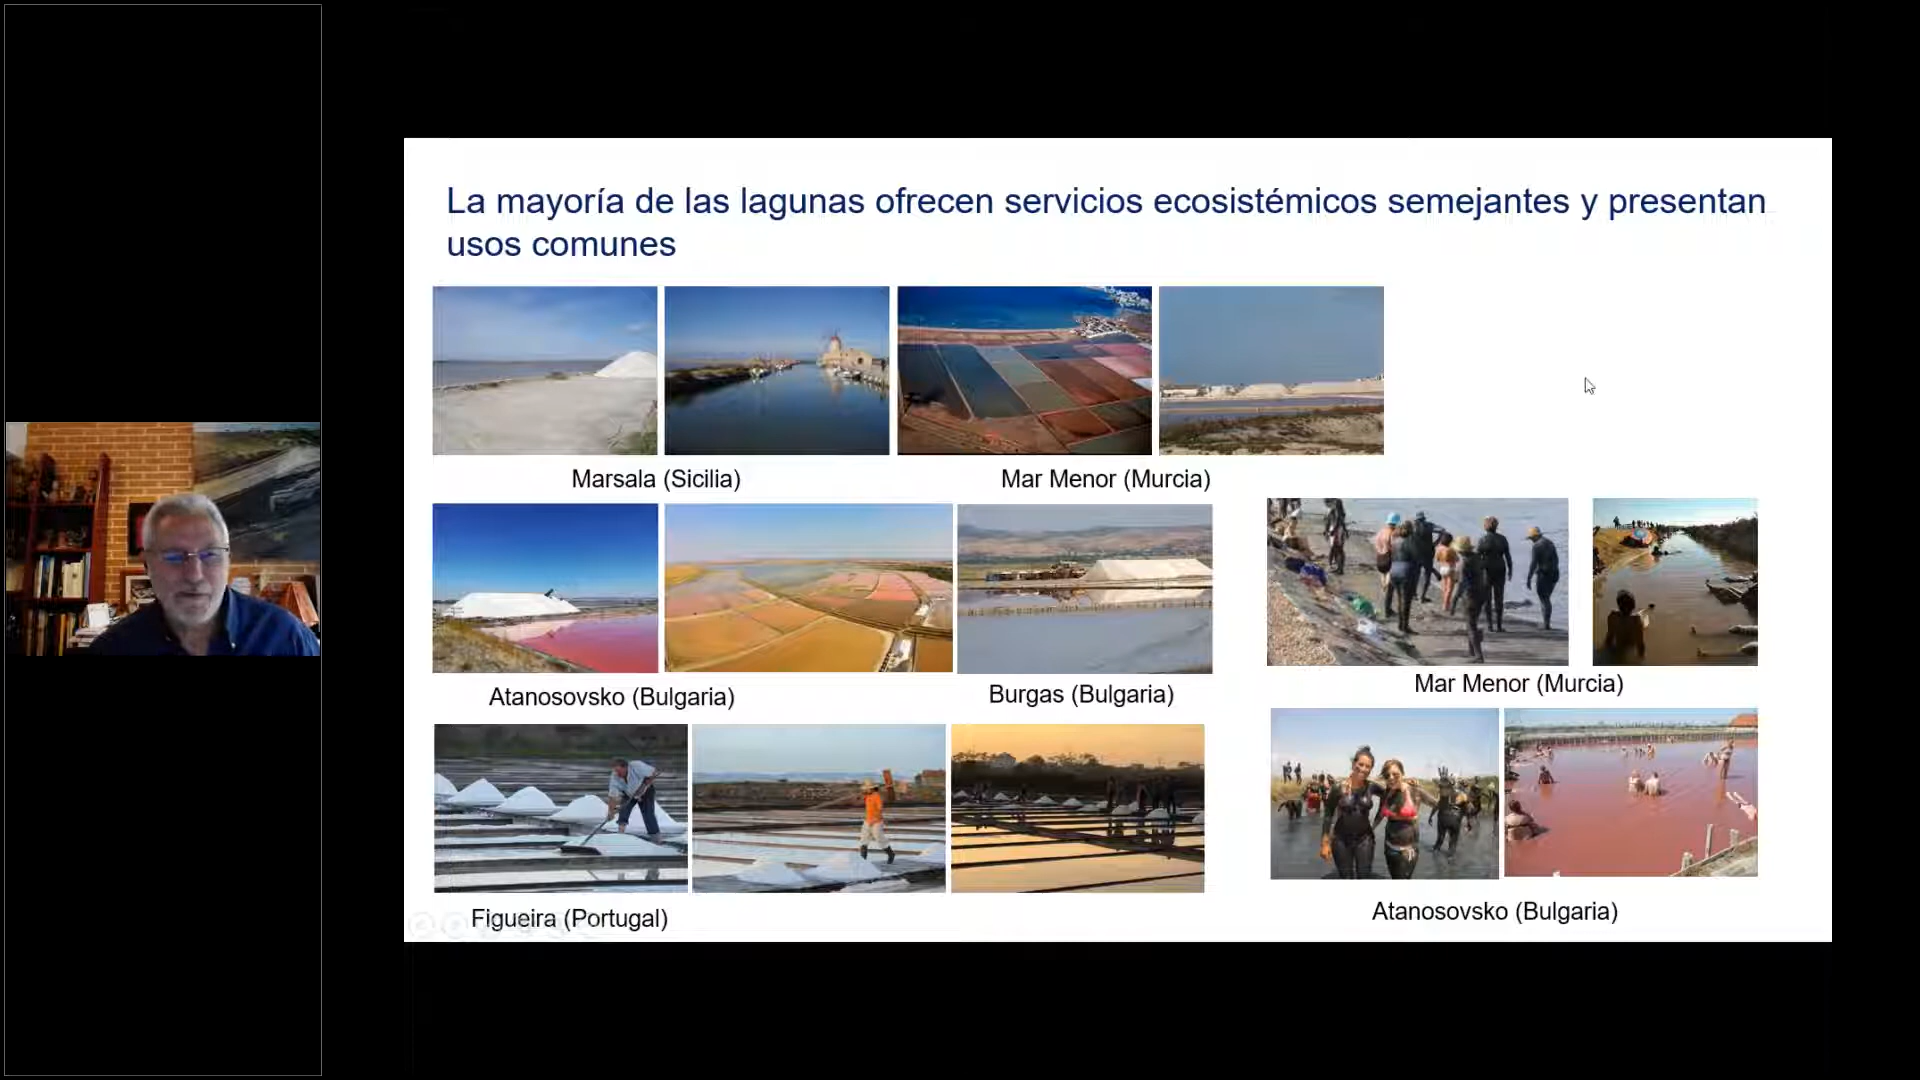 La mayoría de las lagunas ofrecen servicios ecosistémicos semejantes y presentan
usos comunes
Marsala (Sicilia)
Mar Menor (Murcia)
Atanosovsko (Bulgaria)
Burgas (Bulgaria)
Mar Menor (Murcia)
Figueira (Portugal)
Atanosovsko (Bulgaria)